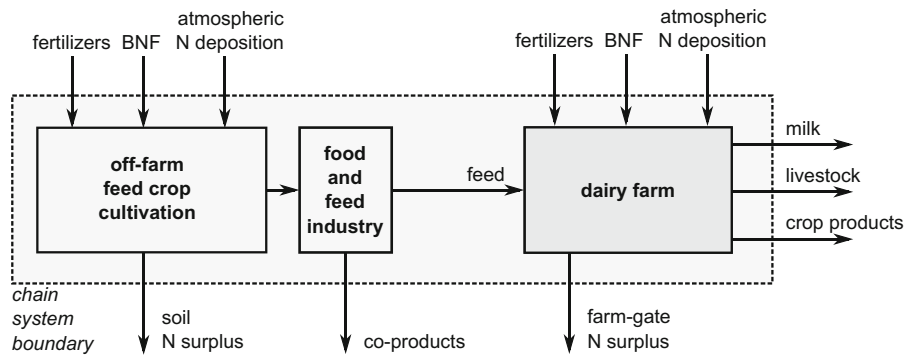 fertilizers BNF atmospheric
N deposition
fertilizers BNF atmospheric
N deposition
off-farm
feed crop
cultivation
food
and
feed
industry
feed
dairy farm
milk
livestock
crop products
chain
system
boundary
soil
N surplus
co-products
farm-gate
N surplus